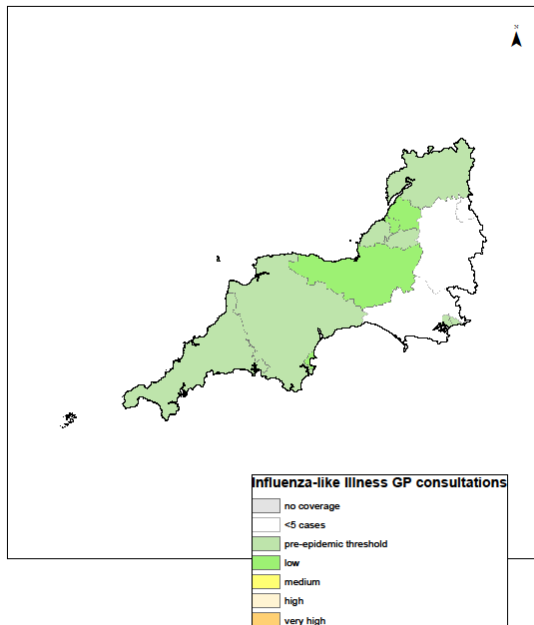 N
Influenza-like Illness GP consultations
no coverage
<5 cases
pre-epidemic threshold
low
medium
high
very high